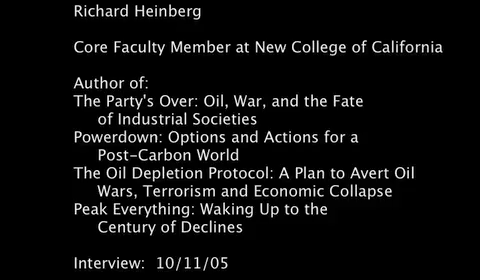 Richard Heinberg
Core Faculty Member at New College of California
Author of:
The Party's Over: Oil, War, and the Fate
of Industrial Societies
Powerdown: Options and Actions for a
Post-Carbon World
The Oil Depletion Protocol: A Plan to Avert Oil
Wars, Terrorism and Economic Collapse
Peak Everything: Waking Up to the
Century of Declines
Interview: 10/11/05